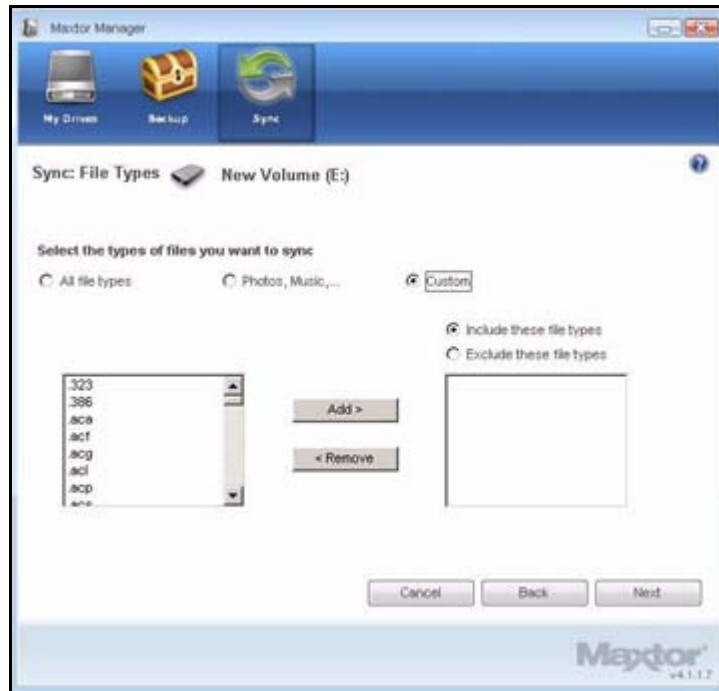 Maxtor Manager
My Drives Backup Sync
Sync: File Types New Volume (E:)
Select the types of files you want to sync
All file types Photos, Music,... Custom
Include these file types
Exclude these file types
.323
.386
.aca
.acf
.acg
.acl
.acp
.acs
Add >
< Remove
Cancel Back Next
Maxtor
v4.1.1.7